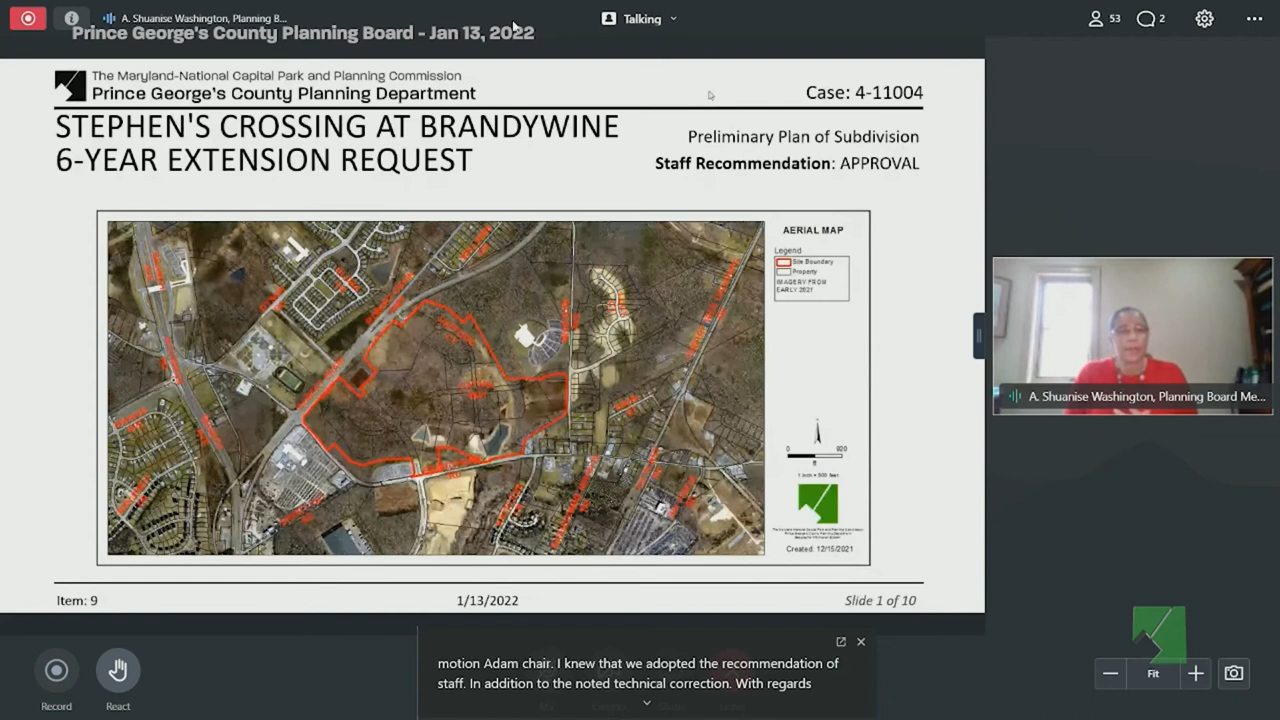 A. Shuanise Washington, Planning B...
Talking
53
2
Prince George's County Planning Board - Jan 13, 2022
The Maryland-National Capital Park and Planning Commission
Prince George's County Planning Department
Case: 4-11004
STEPHEN'S CROSSING AT BRANDYWINE
6-YEAR EXTENSION REQUEST
Preliminary Plan of Subdivision
Staff Recommendation: APPROVAL
AERIAL MAP
Legend
Site Boundary
Property
IMAGERY FROM
EARLY 2021
0
820
ft
Created: 12/15/2021
A. Shuanise Washington, Planning Board Me...
Item: 9
1/13/2022
Slide 1 of 10
motion Adam chair. I knew that we adopted the recommendation of
staff. In addition to the noted technical correction. With regards
Record
React
Fit